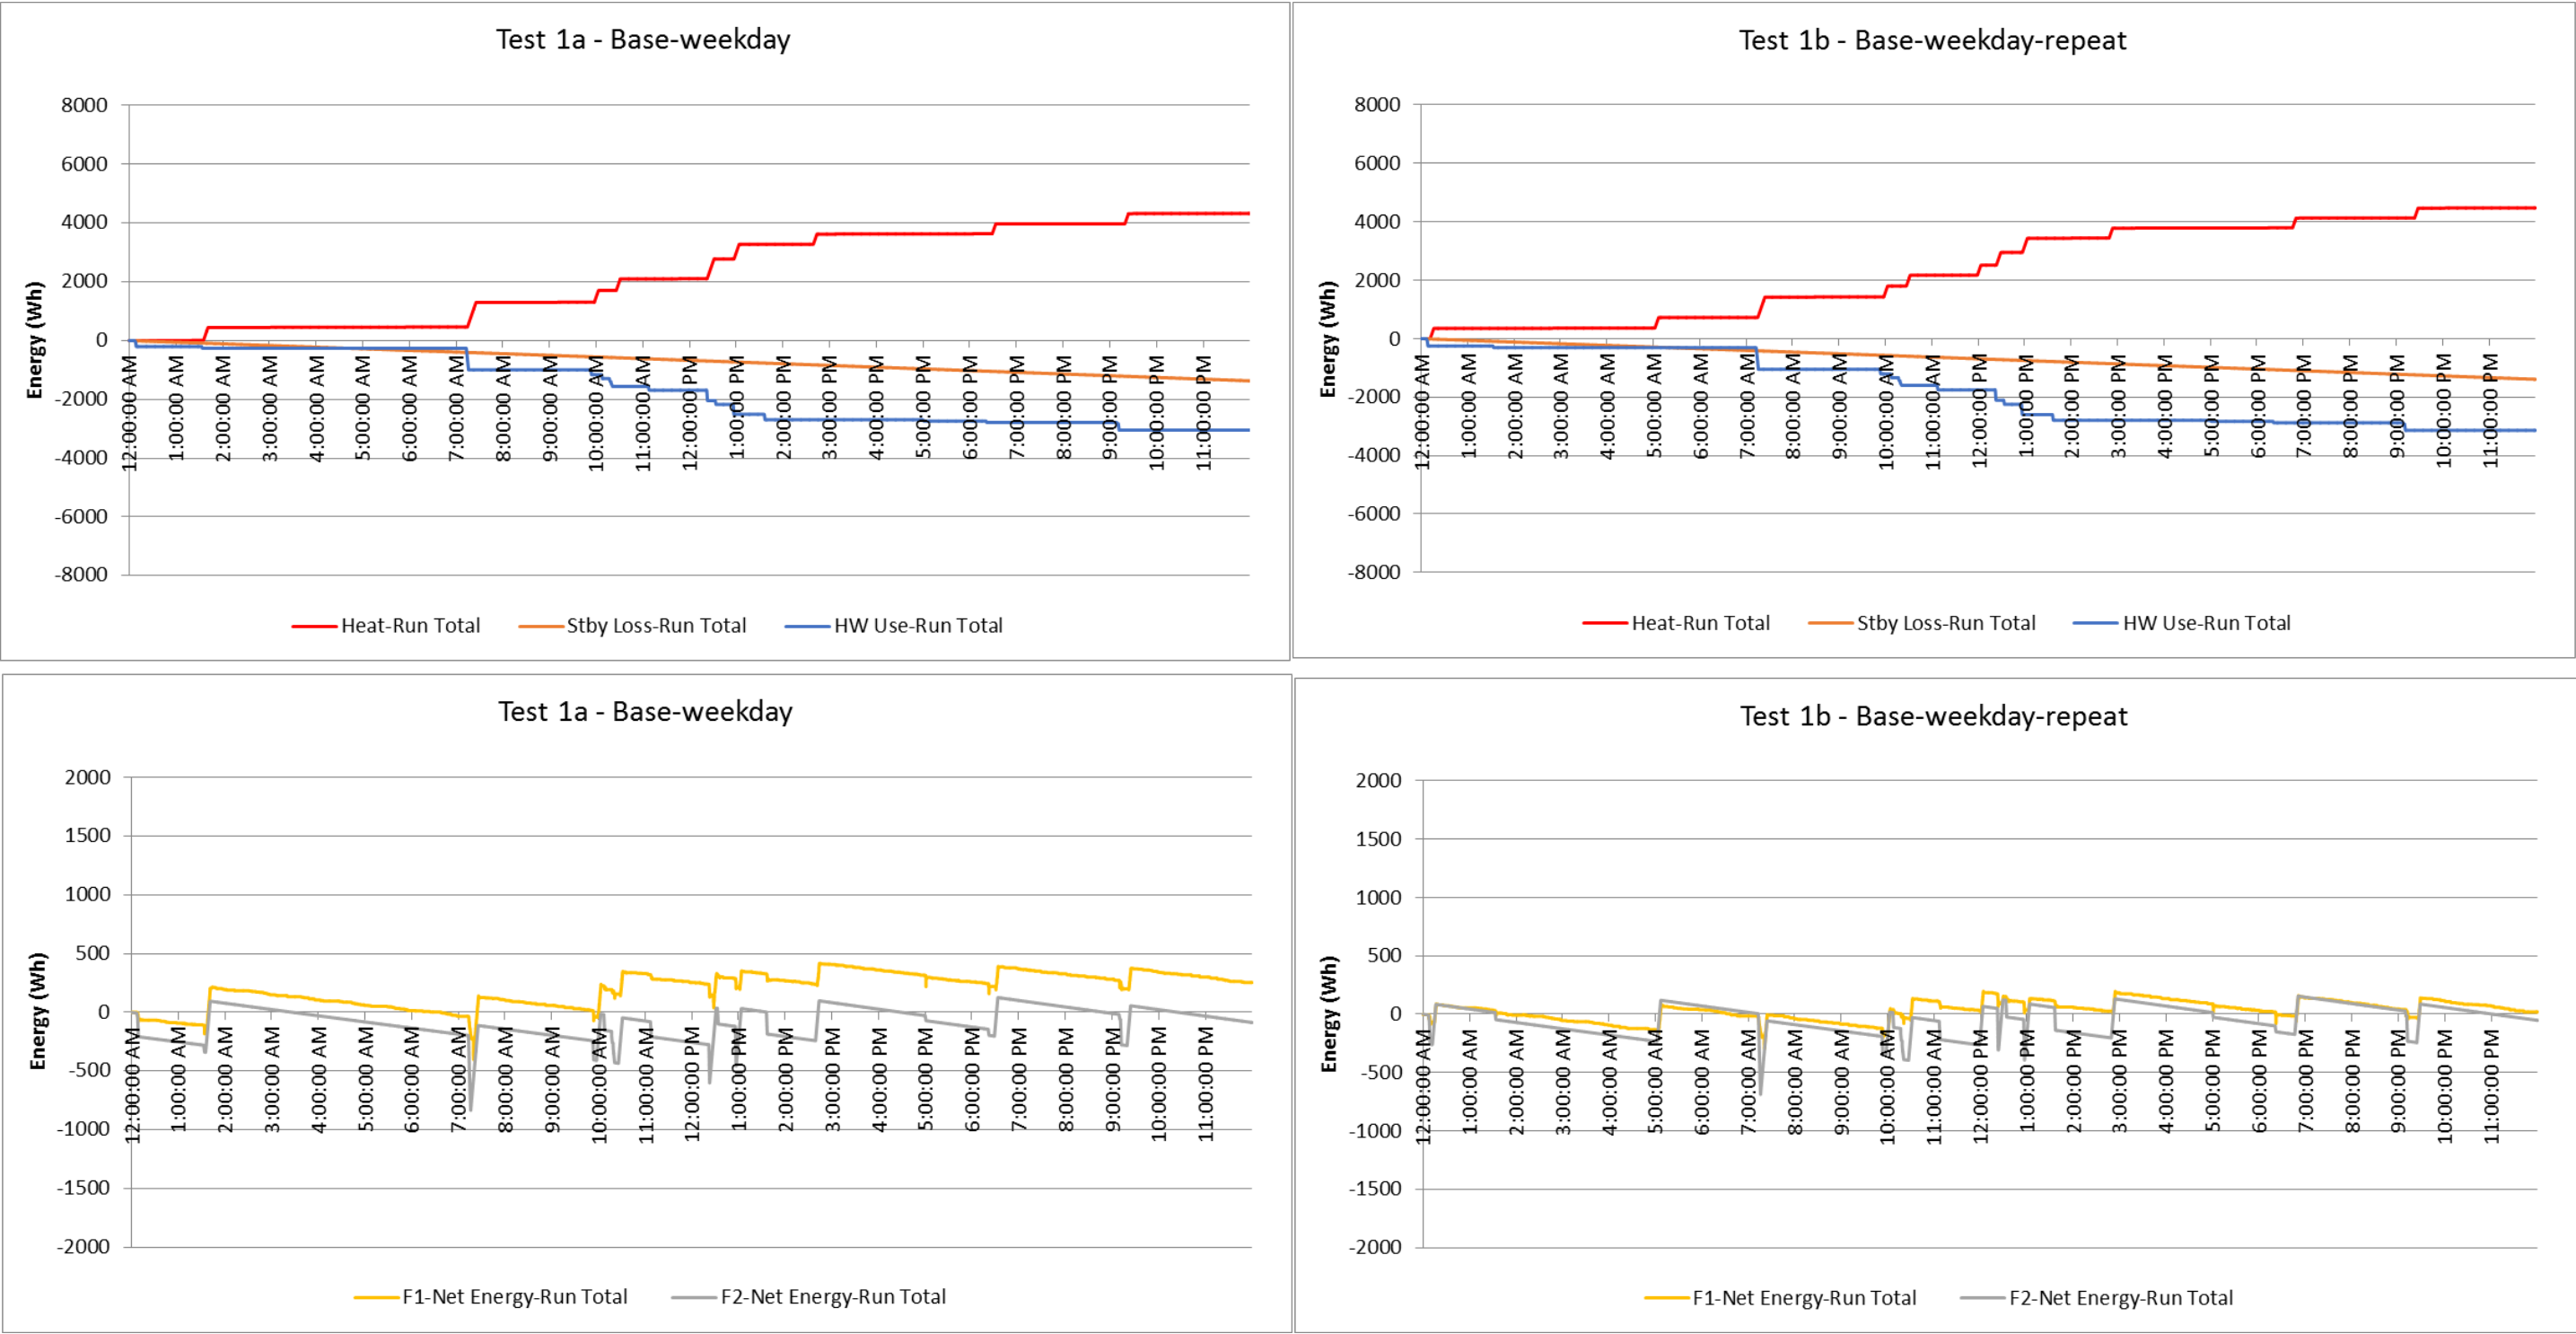 Test 1a - Base-weekday
8000
6000
4000
2000
0
-2000
-4000
-6000
-8000
Energy (Wh)
12:00:00 AM
1:00:00 AM
2:00:00 AM
3:00:00 AM
4:00:00 AM
5:00:00 AM
6:00:00 AM
7:00:00 AM
8:00:00 AM
9:00:00 AM
10:00:00 AM
11:00:00 AM
12:00:00 PM
1:00:00 PM
2:00:00 PM
3:00:00 PM
4:00:00 PM
5:00:00 PM
6:00:00 PM
7:00:00 PM
8:00:00 PM
9:00:00 PM
10:00:00 PM
11:00:00 PM
Heat-Run Total Stby Loss-Run Total HW Use-Run Total
Test 1b - Base-weekday-repeat
8000
6000
4000
2000
0
-2000
-4000
-6000
-8000
Energy (Wh)
12:00:00 AM
1:00:00 AM
2:00:00 AM
3:00:00 AM
4:00:00 AM
5:00:00 AM
6:00:00 AM
7:00:00 AM
8:00:00 AM
9:00:00 AM
10:00:00 AM
11:00:00 AM
12:00:00 PM
1:00:00 PM
2:00:00 PM
3:00:00 PM
4:00:00 PM
5:00:00 PM
6:00:00 PM
7:00:00 PM
8:00:00 PM
9:00:00 PM
10:00:00 PM
11:00:00 PM
Heat-Run Total Stby Loss-Run Total HW Use-Run Total
Test 1a - Base-weekday
2000
1500
1000
500
0
-500
-1000
-1500
-2000
Energy (Wh)
12:00:00 AM
1:00:00 AM
2:00:00 AM
3:00:00 AM
4:00:00 AM
5:00:00 AM
6:00:00 AM
7:00:00 AM
8:00:00 AM
9:00:00 AM
10:00:00 AM
11:00:00 AM
12:00:00 PM
1:00:00 PM
2:00:00 PM
3:00:00 PM
4:00:00 PM
5:00:00 PM
6:00:00 PM
7:00:00 PM
8:00:00 PM
9:00:00 PM
10:00:00 PM
11:00:00 PM
F1-Net Energy-Run Total F2-Net Energy-Run Total
Test 1b - Base-weekday-repeat
2000
1500
1000
500
0
-500
-1000
-1500
-2000
Energy (Wh)
12:00:00 AM
1:00:00 AM
2:00:00 AM
3:00:00 AM
4:00:00 AM
5:00:00 AM
6:00:00 AM
7:00:00 AM
8:00:00 AM
9:00:00 AM
10:00:00 AM
11:00:00 AM
12:00:00 PM
1:00:00 PM
2:00:00 PM
3:00:00 PM
4:00:00 PM
5:00:00 PM
6:00:00 PM
7:00:00 PM
8:00:00 PM
9:00:00 PM
10:00:00 PM
11:00:00 PM
F1-Net Energy-Run Total F2-Net Energy-Run Total